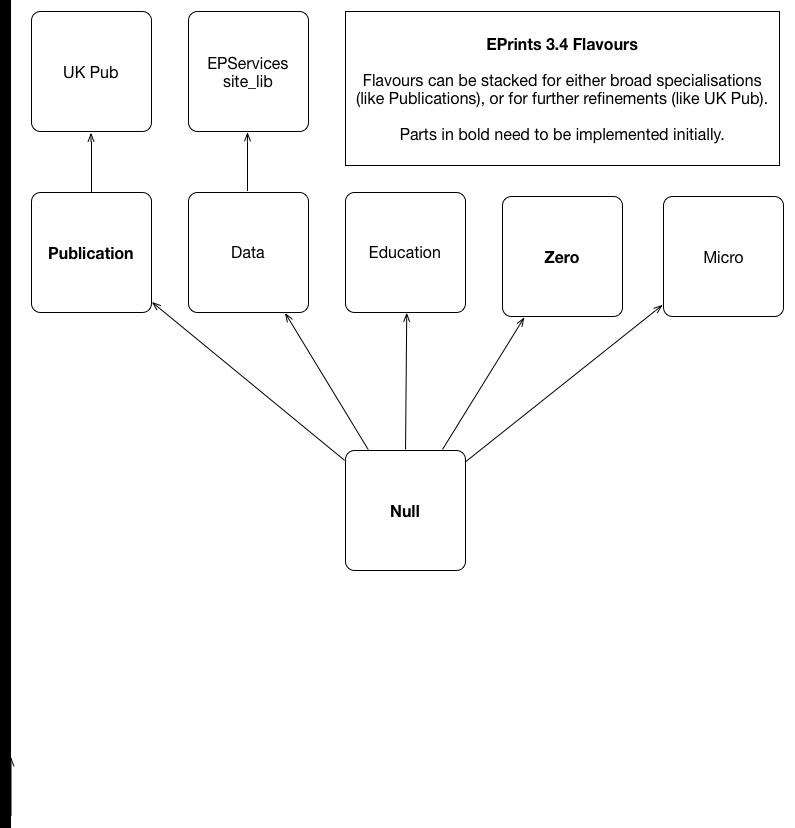 UK Pub
EPServices
site_lib
EPrints 3.4 Flavours
Flavours can be stacked for either broad specialisations
(like Publications), or for further refinements (like UK Pub).
Parts in bold need to be implemented initially.
Publication
Data
Education
Zero
Micro
Null